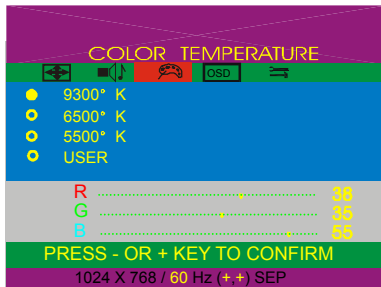 COLOR TEMPERATURE
OSD
9300° K
6500° K
5500° K
USER
R 38
G 35
B 55
PRESS - OR + KEY TO CONFIRM
1024 X 768 / 60 Hz (+,+) SEP